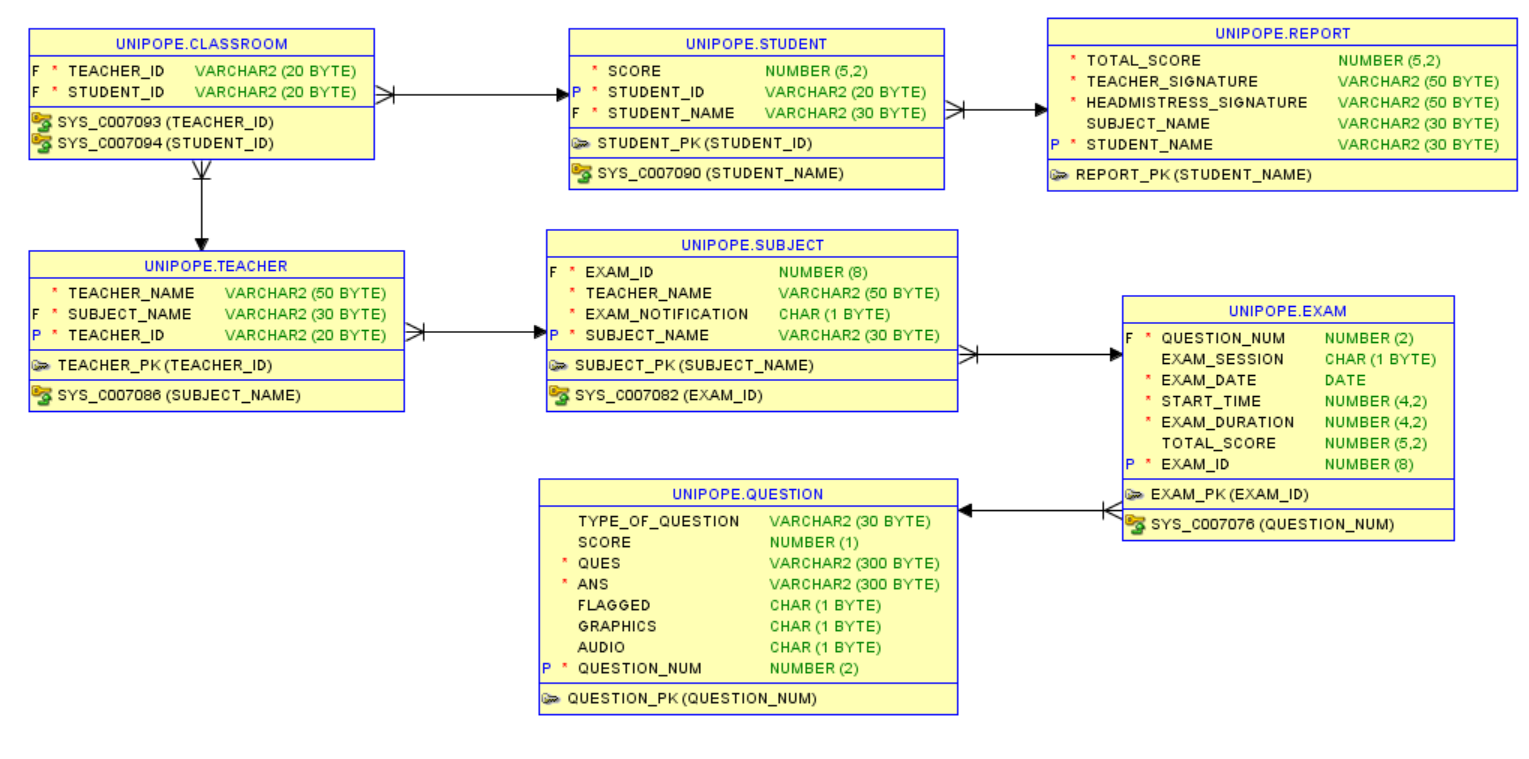 UNIPOPE.CLASSROOM
F * TEACHER_ID VARCHAR2 (20 BYTE)
F * STUDENT_ID VARCHAR2 (20 BYTE)
SYS_C007093 (TEACHER_ID)
SYS_C007094 (STUDENT_ID)
UNIPOPE.STUDENT
* SCORE NUMBER (5,2)
P * STUDENT_ID VARCHAR2 (20 BYTE)
F * STUDENT_NAME VARCHAR2 (30 BYTE)
STUDENT_PK (STUDENT_ID)
SYS_C007090 (STUDENT_NAME)
UNIPOPE.REPORT
* TOTAL_SCORE NUMBER (5,2)
* TEACHER_SIGNATURE VARCHAR2 (50 BYTE)
* HEADMISTRESS_SIGNATURE VARCHAR2 (50 BYTE)
SUBJECT_NAME VARCHAR2 (30 BYTE)
P * STUDENT_NAME VARCHAR2 (30 BYTE)
REPORT_PK (STUDENT_NAME)
UNIPOPE.TEACHER
* TEACHER_NAME VARCHAR2 (50 BYTE)
F * SUBJECT_NAME VARCHAR2 (30 BYTE)
P * TEACHER_ID VARCHAR2 (20 BYTE)
TEACHER_PK (TEACHER_ID)
SYS_C007086 (SUBJECT_NAME)
UNIPOPE.SUBJECT
F * EXAM_ID NUMBER (8)
* TEACHER_NAME VARCHAR2 (50 BYTE)
* EXAM_NOTIFICATION CHAR (1 BYTE)
P * SUBJECT_NAME VARCHAR2 (30 BYTE)
SUBJECT_PK (SUBJECT_NAME)
SYS_C007082 (EXAM_ID)
UNIPOPE.EXAM
F * QUESTION_NUM NUMBER (2)
EXAM_SESSION CHAR (1 BYTE)
* EXAM_DATE DATE
* START_TIME NUMBER (4,2)
* EXAM_DURATION NUMBER (4,2)
TOTAL_SCORE NUMBER (5,2)
P * EXAM_ID NUMBER (8)
EXAM_PK (EXAM_ID)
SYS_C007076 (QUESTION_NUM)
UNIPOPE.QUESTION
TYPE_OF_QUESTION VARCHAR2 (30 BYTE)
SCORE NUMBER (1)
* QUES VARCHAR2 (300 BYTE)
* ANS VARCHAR2 (300 BYTE)
FLAGGED CHAR (1 BYTE)
GRAPHICS CHAR (1 BYTE)
AUDIO CHAR (1 BYTE)
P * QUESTION_NUM NUMBER (2)
QUESTION_PK (QUESTION_NUM)